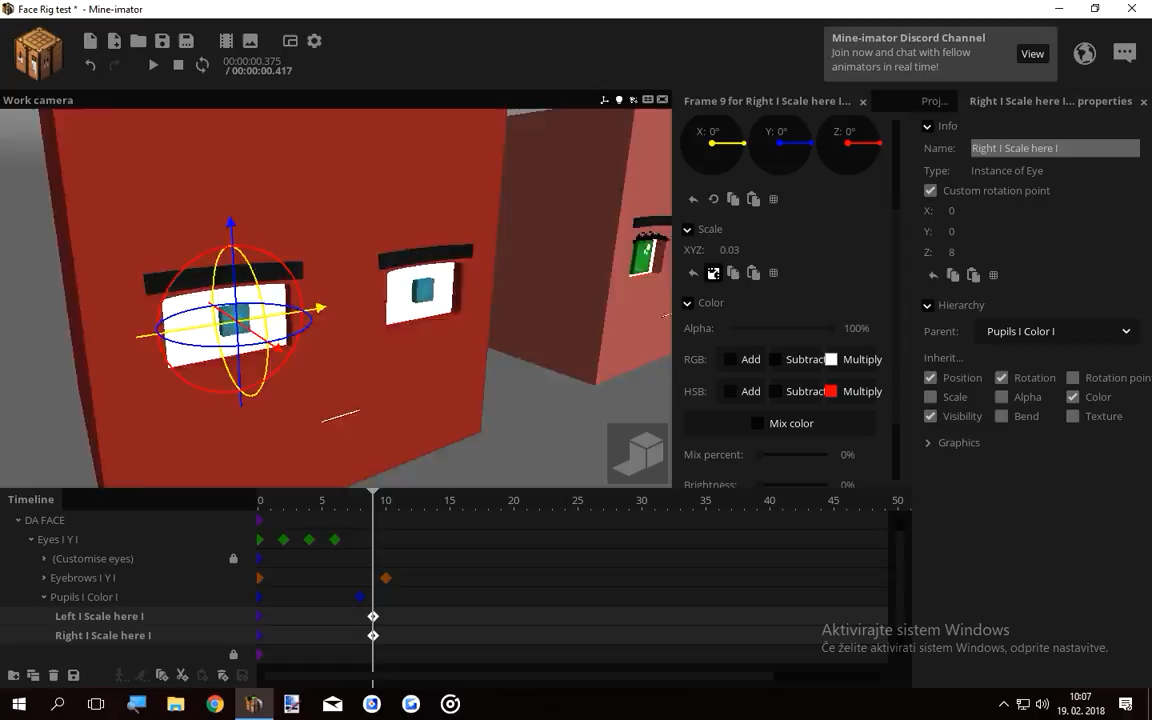 Face Rig test * - Mine-imator
00:00:00.375
/ 00:00:00.417
Mine-imator Discord Channel
Join now and chat with fellow
animators in real time!
View
Work camera
Frame 9 for Right I Scale here I...
Proj...
Right I Scale here I... properties
X: 0°
Y: 0°
Z: 0°
Scale
XYZ: 0.03
Color
Alpha: 100%
RGB: Add Subtract Multiply
HSB: Add Subtract Multiply
Mix color
Mix percent: 0%
Brightness: 0%
Info
Name: Right I Scale here I
Type: Instance of Eye
Custom rotation point
X: 0
Y: 0
Z: 8
Hierarchy
Parent: Pupils I Color I
Inherit...
Position Rotation Rotation poin
Scale Alpha Color
Visibility Bend Texture
Graphics
Timeline
0 5 10 15 20 25 30 35 40 45 50
DA FACE
Eyes I Y I
(Customise eyes)
Eyebrows I Y I
Pupils I Color I
Left I Scale here I
Right I Scale here I
Aktivirajte sistem Windows
Če želite aktivirati sistem Windows, odprite nastavitve.
10:07
19. 02. 2018